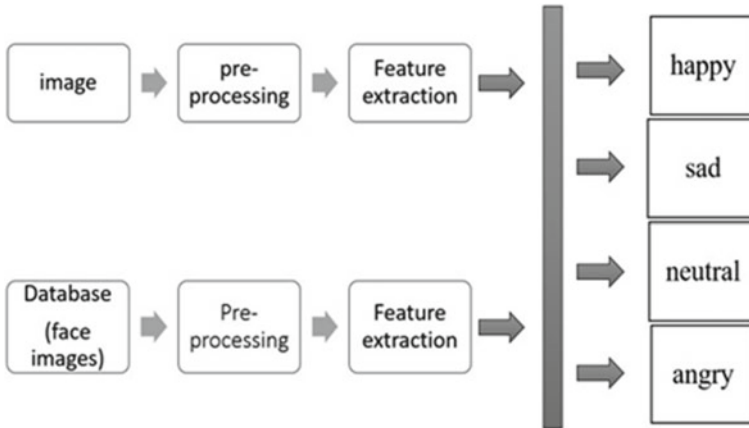 image
pre-
processing
Feature
extraction
happy
sad
Database
(face
images)
Pre-
processing
Feature
extraction
neutral
angry